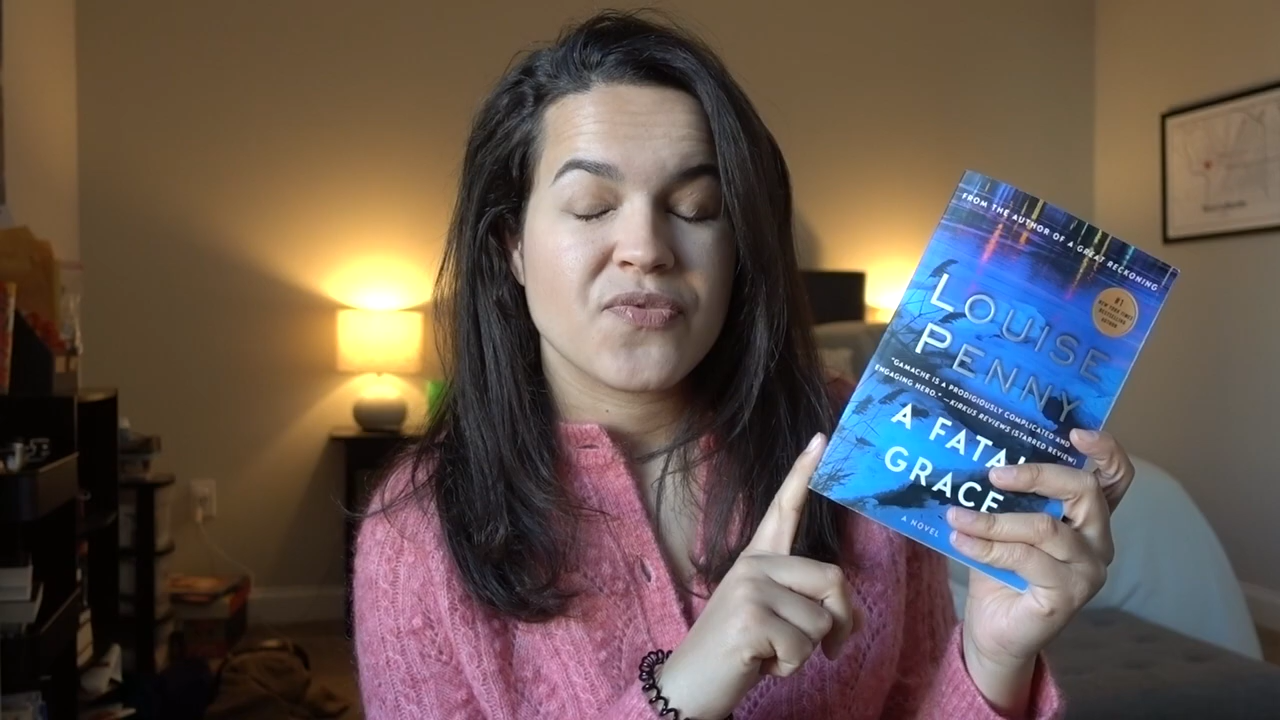 FROM THE AUTHOR OF A GREAT RECKONING
#1
NEW YORK TIMES
BESTSELLING
AUTHOR
LOUISE
PENNY
"GAMACHE IS A PRODIGIOUSLY COMPLICATED AND
ENGAGING HERO." —KIRKUS REVIEWS (STARRED REVIEW)
A FATAL
GRACE
A NOVEL